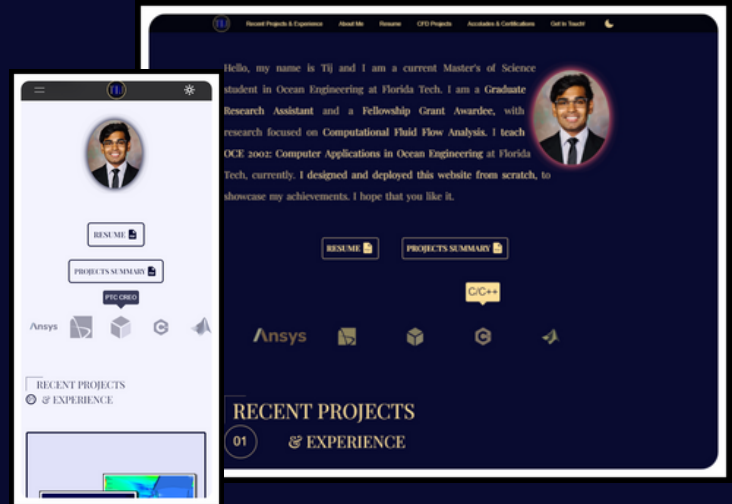 TIJ
Recent Projects & Experience About Me Resume CFD Projects Accolades & Certifications Get In Touch!
Hello, my name is Tij and I am a current Master's of Science
student in Ocean Engineering at Florida Tech. I am a Graduate
Research Assistant and a Fellowship Grant Awardee, with
research focused on Computational Fluid Flow Analysis. I teach
OCE 2002: Computer Applications in Ocean Engineering at Florida
Tech, currently. I designed and deployed this website from scratch, to
showcase my achievements. I hope that you like it.
RESUME
PROJECTS SUMMARY
C/C++
Ansys
RECENT PROJECTS
01
& EXPERIENCE
TIJ
RESUME
PROJECTS SUMMARY
PTC CREO
Ansys
RECENT PROJECTS
& EXPERIENCE